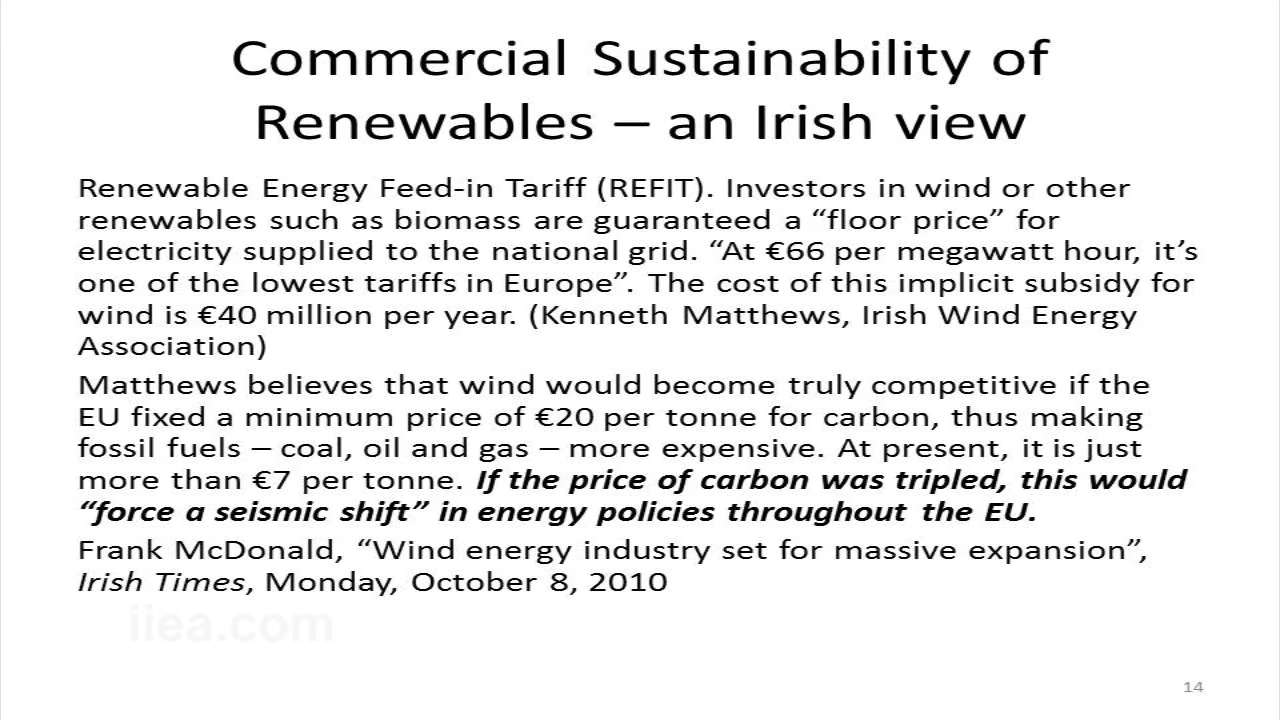 Commercial Sustainability of
Renewables – an Irish view
Renewable Energy Feed-in Tariff (REFIT). Investors in wind or other
renewables such as biomass are guaranteed a “floor price” for
electricity supplied to the national grid. “At €66 per megawatt hour, it’s
one of the lowest tariffs in Europe”. The cost of this implicit subsidy for
wind is €40 million per year. (Kenneth Matthews, Irish Wind Energy
Association)
Matthews believes that wind would become truly competitive if the
EU fixed a minimum price of €20 per tonne for carbon, thus making
fossil fuels – coal, oil and gas – more expensive. At present, it is just
more than €7 per tonne. If the price of carbon was tripled, this would
“force a seismic shift” in energy policies throughout the EU.
Frank McDonald, “Wind energy industry set for massive expansion”,
Irish Times, Monday, October 8, 2010
iiea.com
14